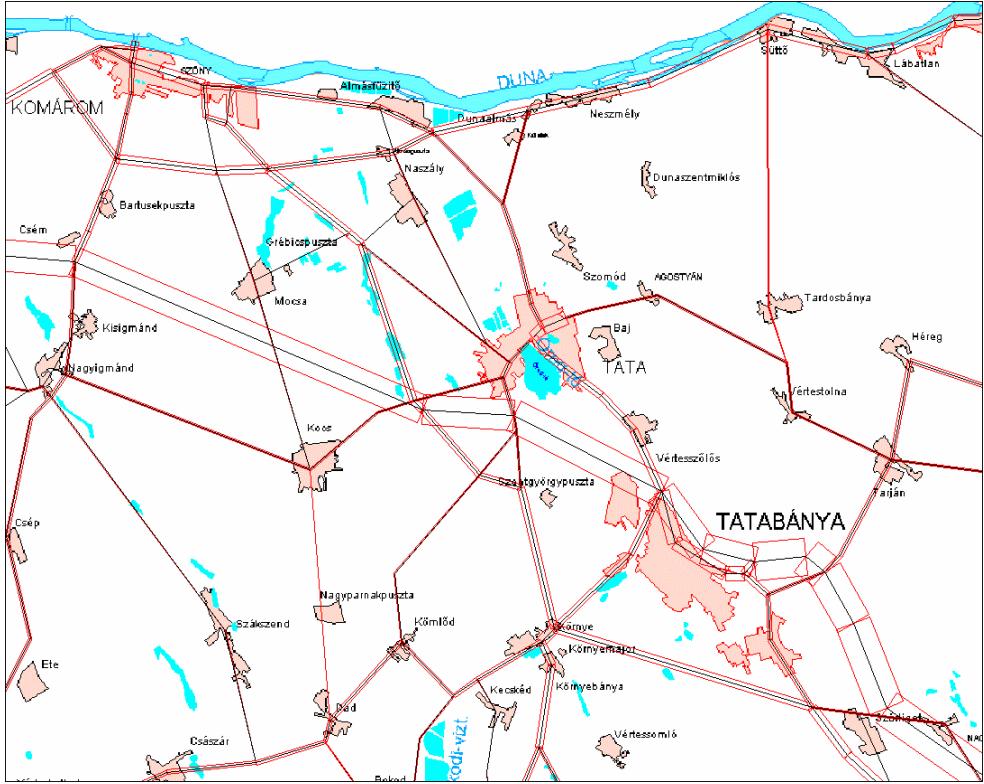 SZŐNY
DUNA
Süttő
Lábatlan
Almásfüzitő
KOMÁROM
Dunaalmás
Neszmély
Naszály
Dunaszentmiklós
Bartusekpuszta
Csém
Grébicspuszta
Szomód
AGOSTYÁN
Mocsa
Tardosbánya
Kisigmánd
Baj
Héreg
Nagyigmánd
TATA
Vértestolna
Kocs
Vértesszőlős
Szentgyörgypuszta
Tarján
TATABÁNYA
Csép
Nagyparnakpuszta
Szákszend
Kömlőd
Környe
Környemajor
Ete
Kecskéd
Környebánya
Dad
Császár
Vértessomló